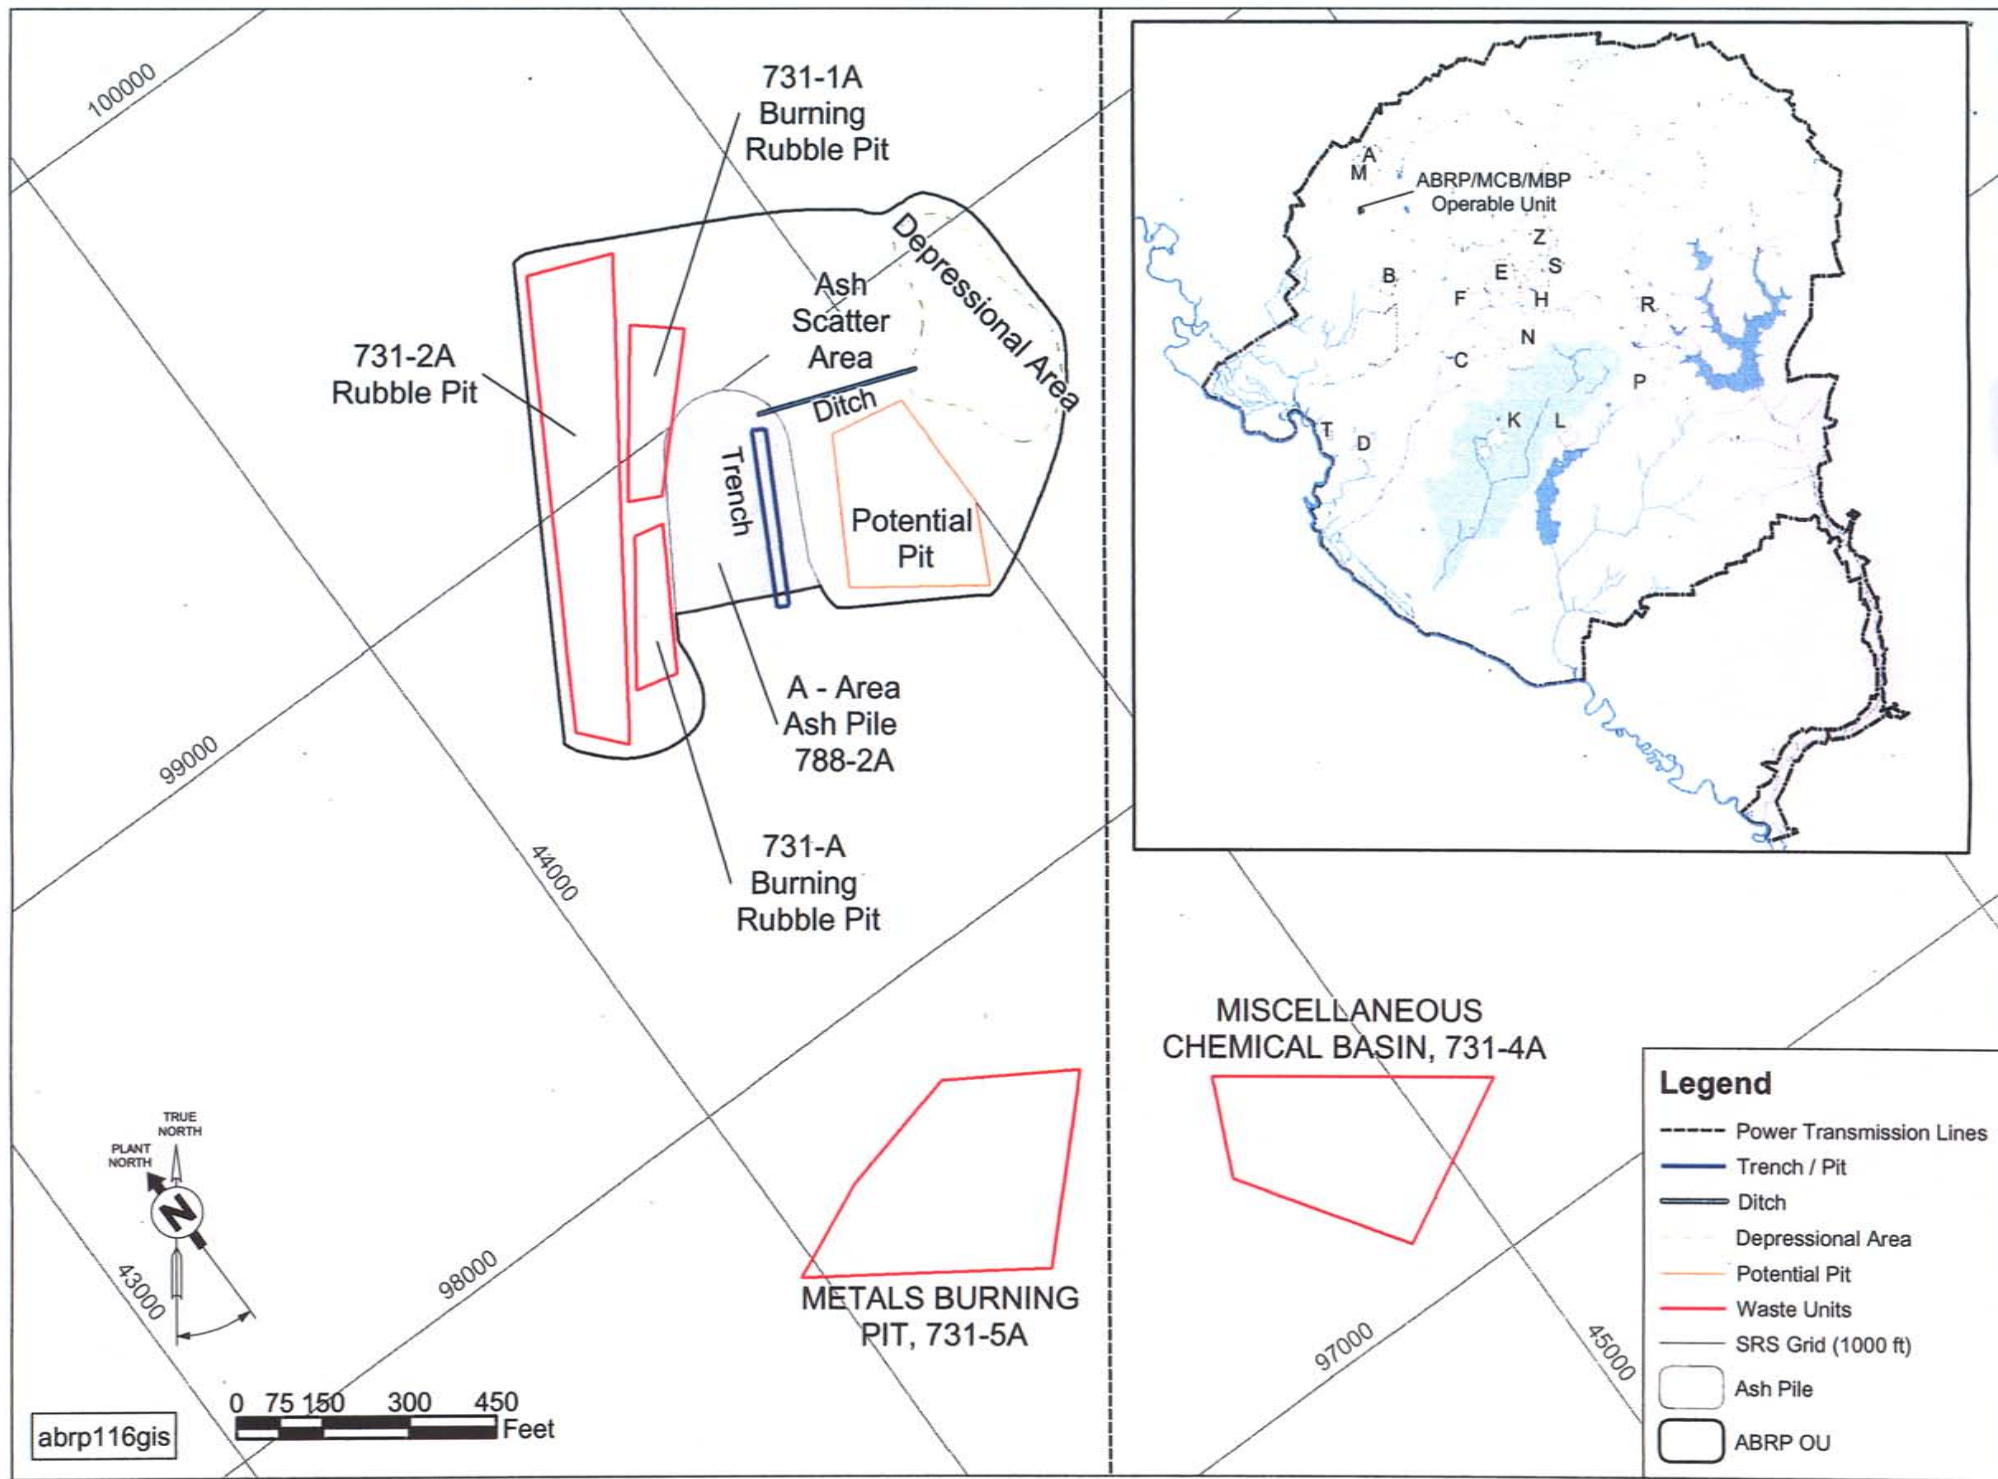 100000
731-1A
Burning
Rubble Pit
731-2A
Rubble Pit
Ash
Scatter
Area
Depressional Area
Ditch
Trench
Potential
Pit
A - Area
Ash Pile
788-2A
731-A
Burning
Rubble Pit
99000
44000
A
M
ABRP/MCB/MBP
Operable Unit
Z
B
E
S
F
H
R
N
C
P
K
L
T
D
MISCELLANEOUS
CHEMICAL BASIN, 731-4A
METALS BURNING
PIT, 731-5A
TRUE
NORTH
PLANT
NORTH
N
43000
98000
97000
45000
0 75 150 300 450
Feet
abrp116gis
Legend
Power Transmission Lines
Trench / Pit
Ditch
Depressional Area
Potential Pit
Waste Units
SRS Grid (1000 ft)
Ash Pile
ABRP OU